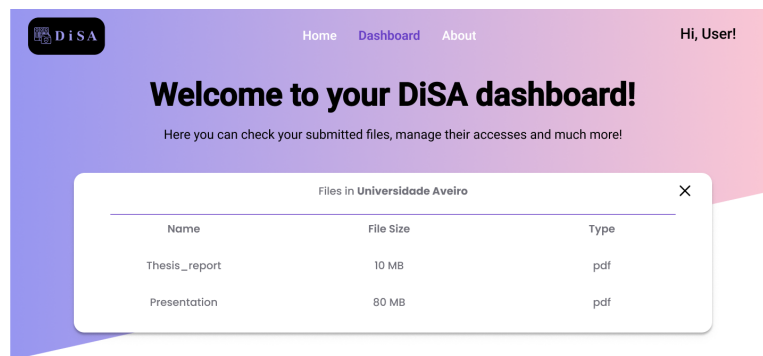 DiSA
Home Dashboard About
Hi, User!
Welcome to your DiSA dashboard!
Here you can check your submitted files, manage their accesses and much more!
Files in Universidade Aveiro
Name File Size Type
Thesis_report 10 MB pdf
Presentation 80 MB pdf